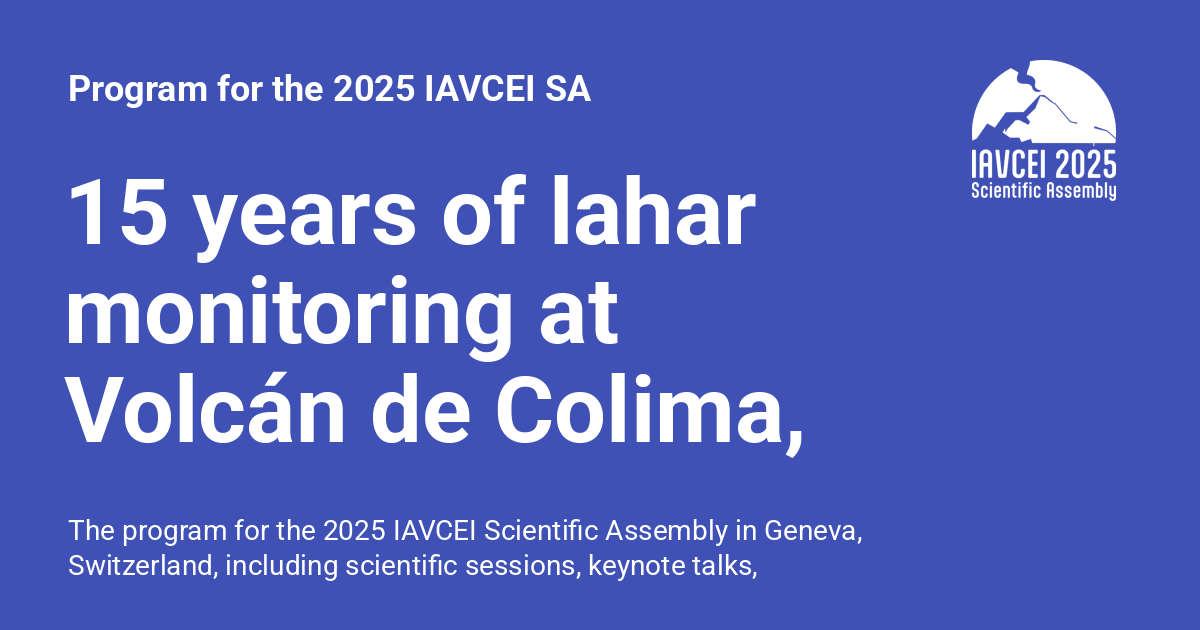 Program for the 2025 IAVCEI SA
IAVCEI 2025
Scientific Assembly
15 years of lahar
monitoring at
Volcán de Colima,
The program for the 2025 IAVCEI Scientific Assembly in Geneva,
Switzerland, including scientific sessions, keynote talks,